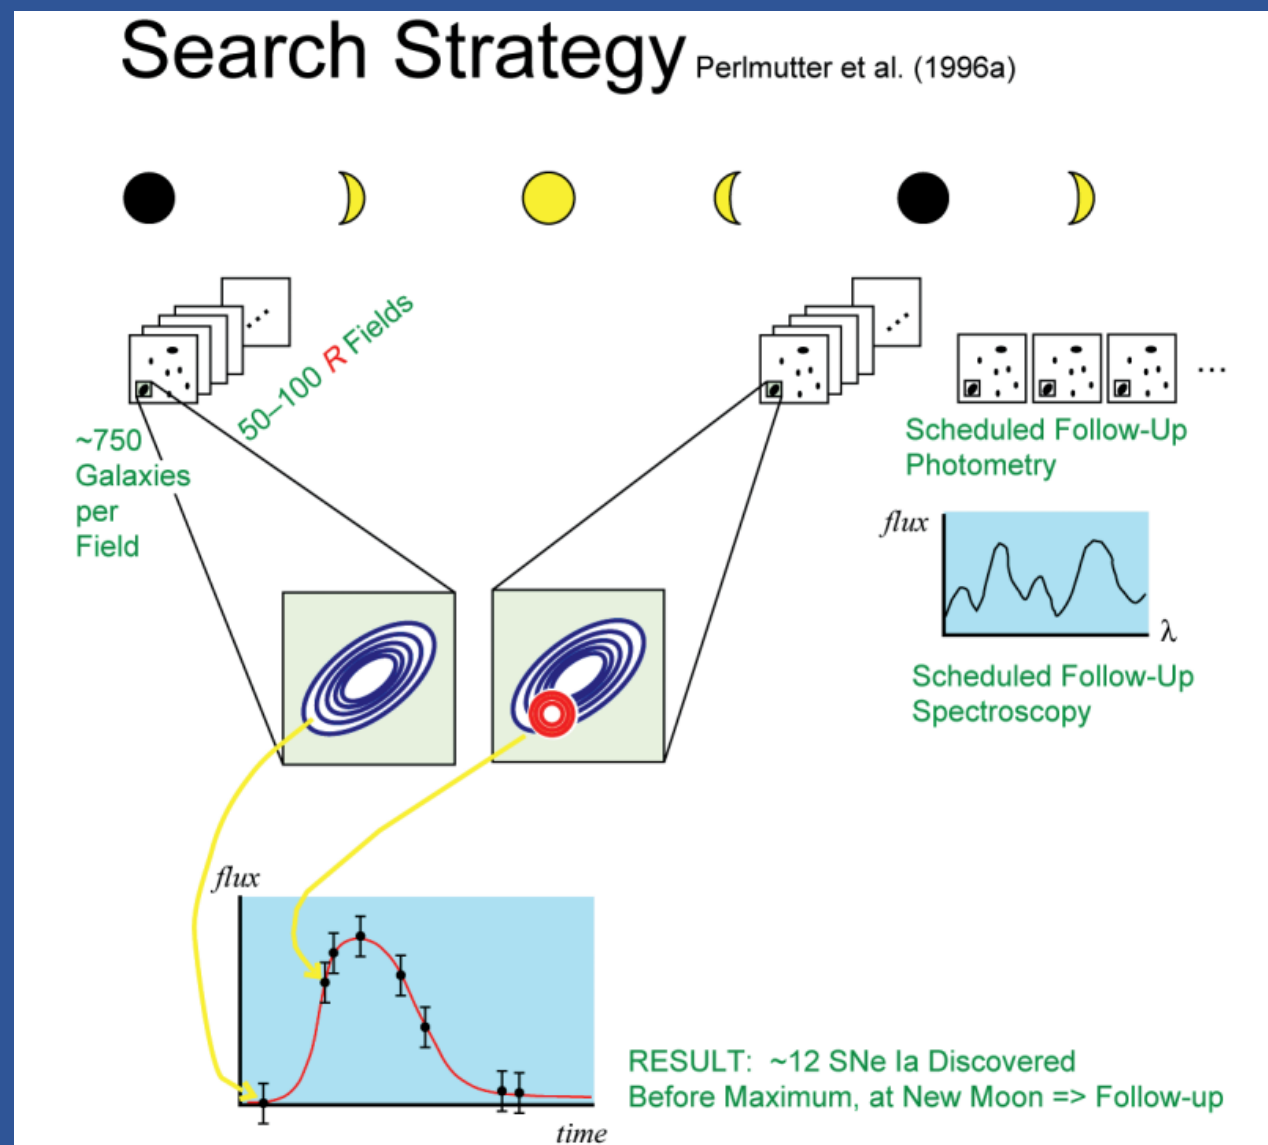 Search Strategy Perlmutter et al. (1996a)
50–100 R Fields
~750
Galaxies
per
Field
...
Scheduled Follow-Up
Photometry
flux
λ
Scheduled Follow-Up
Spectroscopy
flux
time
RESULT: ~12 SNe Ia Discovered
Before Maximum, at New Moon => Follow-up